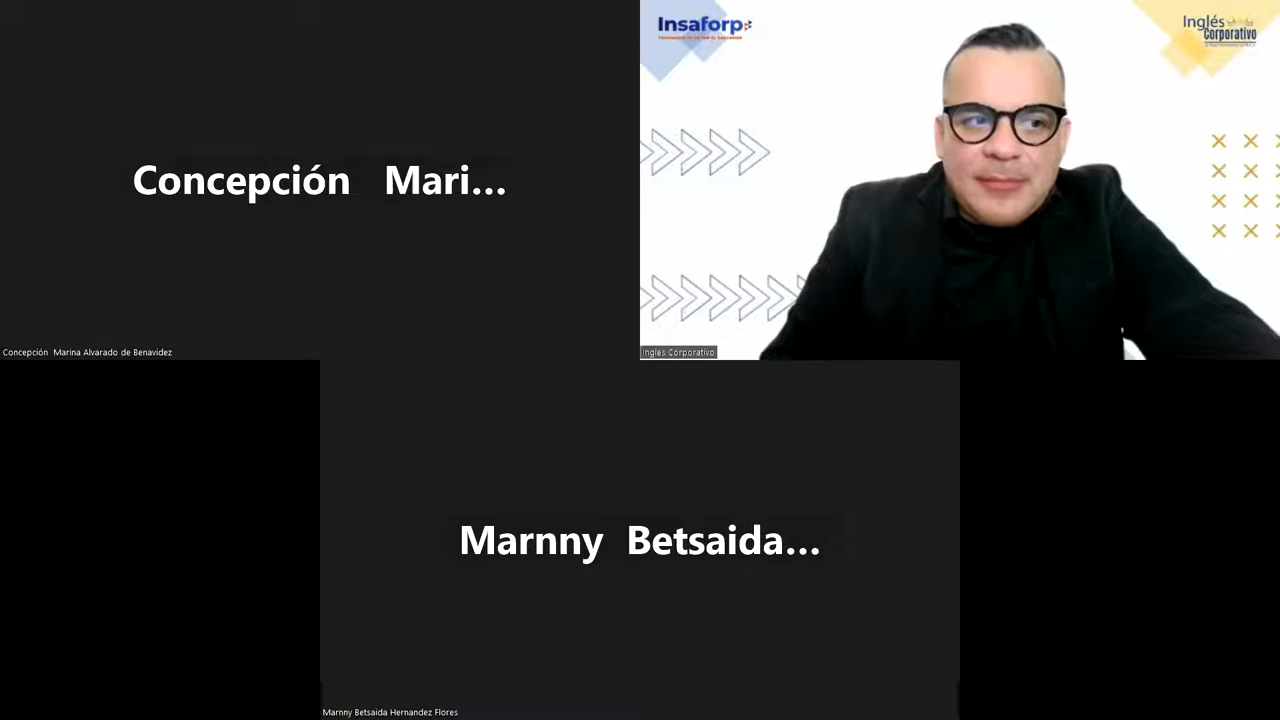 Concepción Mari...
Concepción Marina Alvarado de Benavidez
Insaforp
Inglés
Corporativo
Ingles Corporativo
Marnny Betsaida...
Marnny Betsaida Hernandez Flores